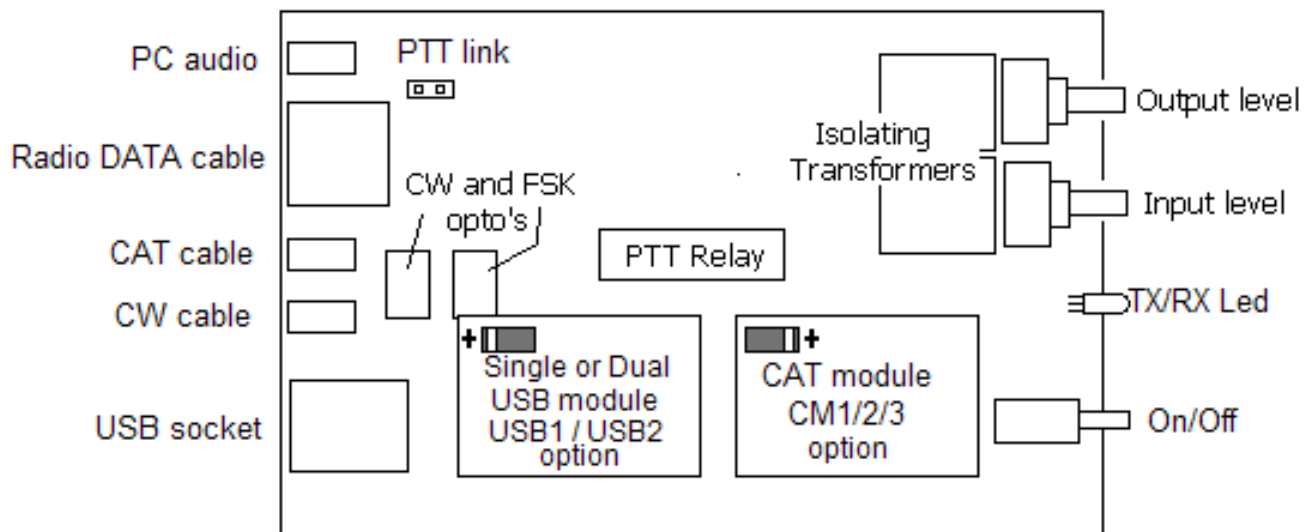 PC audio
PTT link
Radio DATA cable
CW and FSK
opto's
CAT cable
CW cable
USB socket
Isolating
Transformers
Output level
Input level
PTT Relay
TX/RX Led
+
Single or Dual
USB module
USB1 / USB2
option
+
CAT module
CM1/2/3
option
On/Off